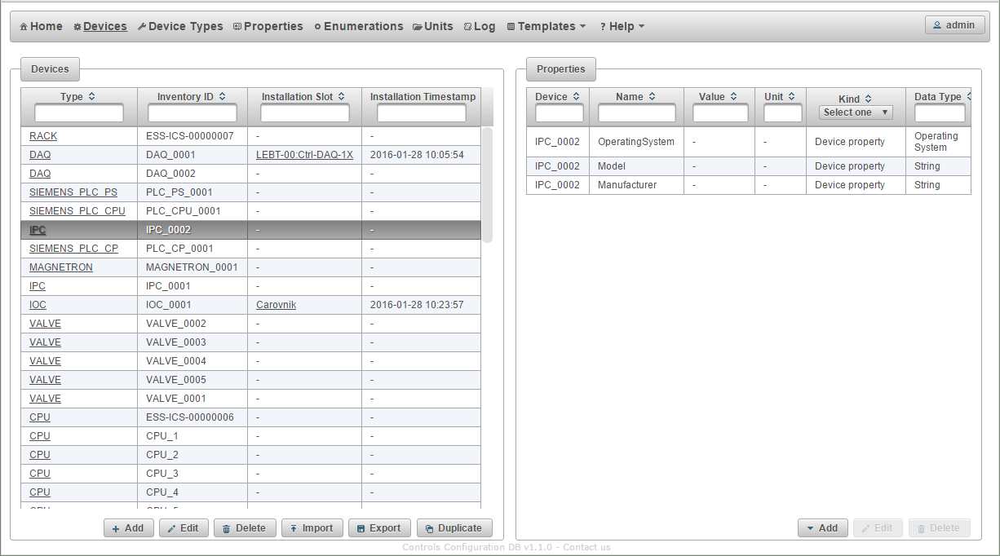 Home Devices Device Types Properties Enumerations Units Log Templates ? Help admin
Devices
Type Inventory ID Installation Slot Installation Timestamp
RACK ESS-ICS-00000007 - -
DAQ DAQ_0001 LEBT-00:Ctrl-DAQ-1X 2016-01-28 10:05:54
DAQ DAQ_0002 - -
SIEMENS_PLC_PS PLC_PS_0001 - -
SIEMENS_PLC_CPU PLC_CPU_0001 - -
IPC IPC_0002 - -
SIEMENS_PLC_CP PLC_CP_0001 - -
MAGNETRON MAGNETRON_0001 - -
IPC IPC_0001 - -
IOC IOC_0001 Carovnik 2016-01-28 10:23:57
VALVE VALVE_0002 - -
VALVE VALVE_0003 - -
VALVE VALVE_0004 - -
VALVE VALVE_0005 - -
VALVE VALVE_0001 - -
CPU ESS-ICS-00000006 - -
CPU CPU_1 - -
CPU CPU_2 - -
CPU CPU_3 - -
CPU CPU_4 - -
Add Edit Delete Import Export Duplicate
Properties
Device Name Value Unit Kind Data Type
Select one
IPC_0002 OperatingSystem - - Device property Operating
System
IPC_0002 Model - - Device property String
IPC_0002 Manufacturer - - Device property String
Add Edit Delete
Controls Configuration DB v1.1.0 - Contact us